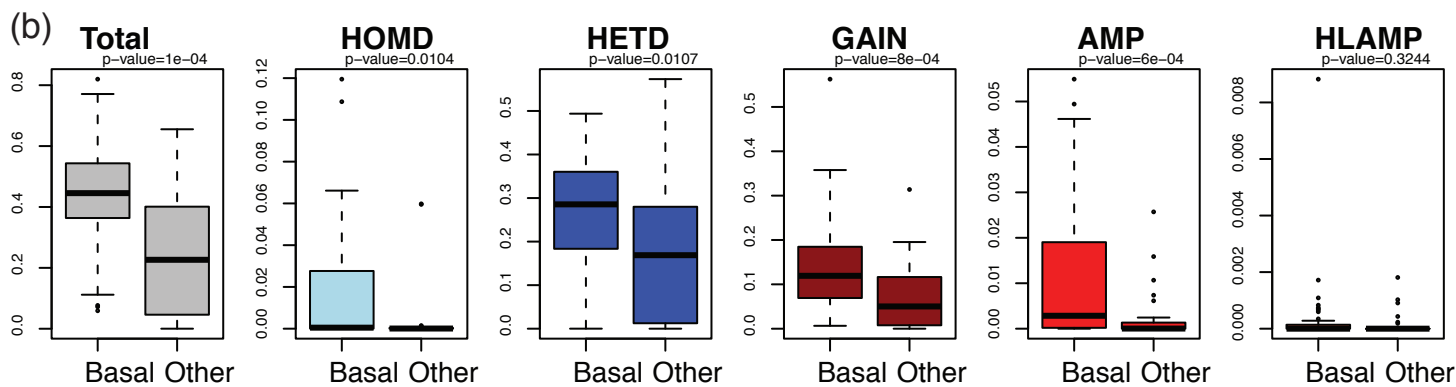 (b)
Total HOMD HETD GAIN AMP HLAMP
p-value=1e-04 p-value=0.0104 p-value=0.0107 p-value=8e-04 p-value=6e-04 p-value=0.3244
0.0 0.2 0.4 0.6 0.8
0.00 0.02 0.04 0.06 0.08 0.10 0.12
0.0 0.1 0.2 0.3 0.4 0.5
0.0 0.1 0.2 0.3 0.4 0.5
0.00 0.01 0.02 0.03 0.04 0.05
0.000 0.002 0.004 0.006 0.008
Basal Other Basal Other Basal Other Basal Other Basal Other Basal Other